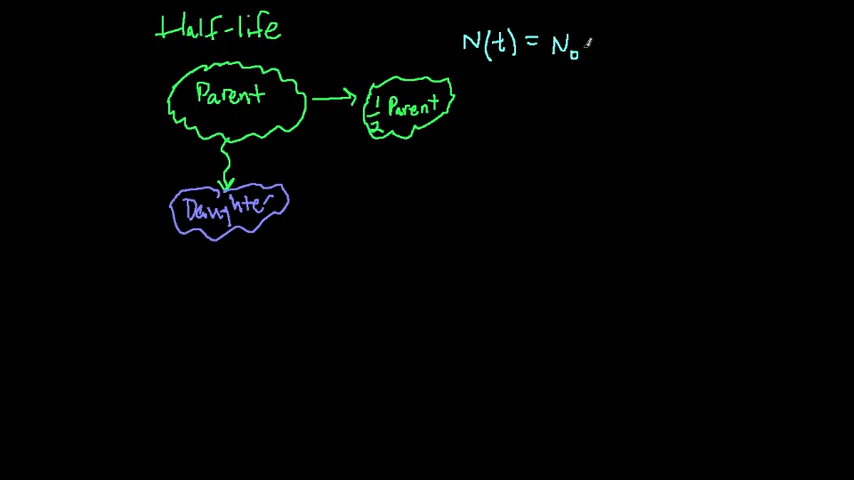 Half-life
N(t) = N₀
Parent
1/2 Parent
Daughter